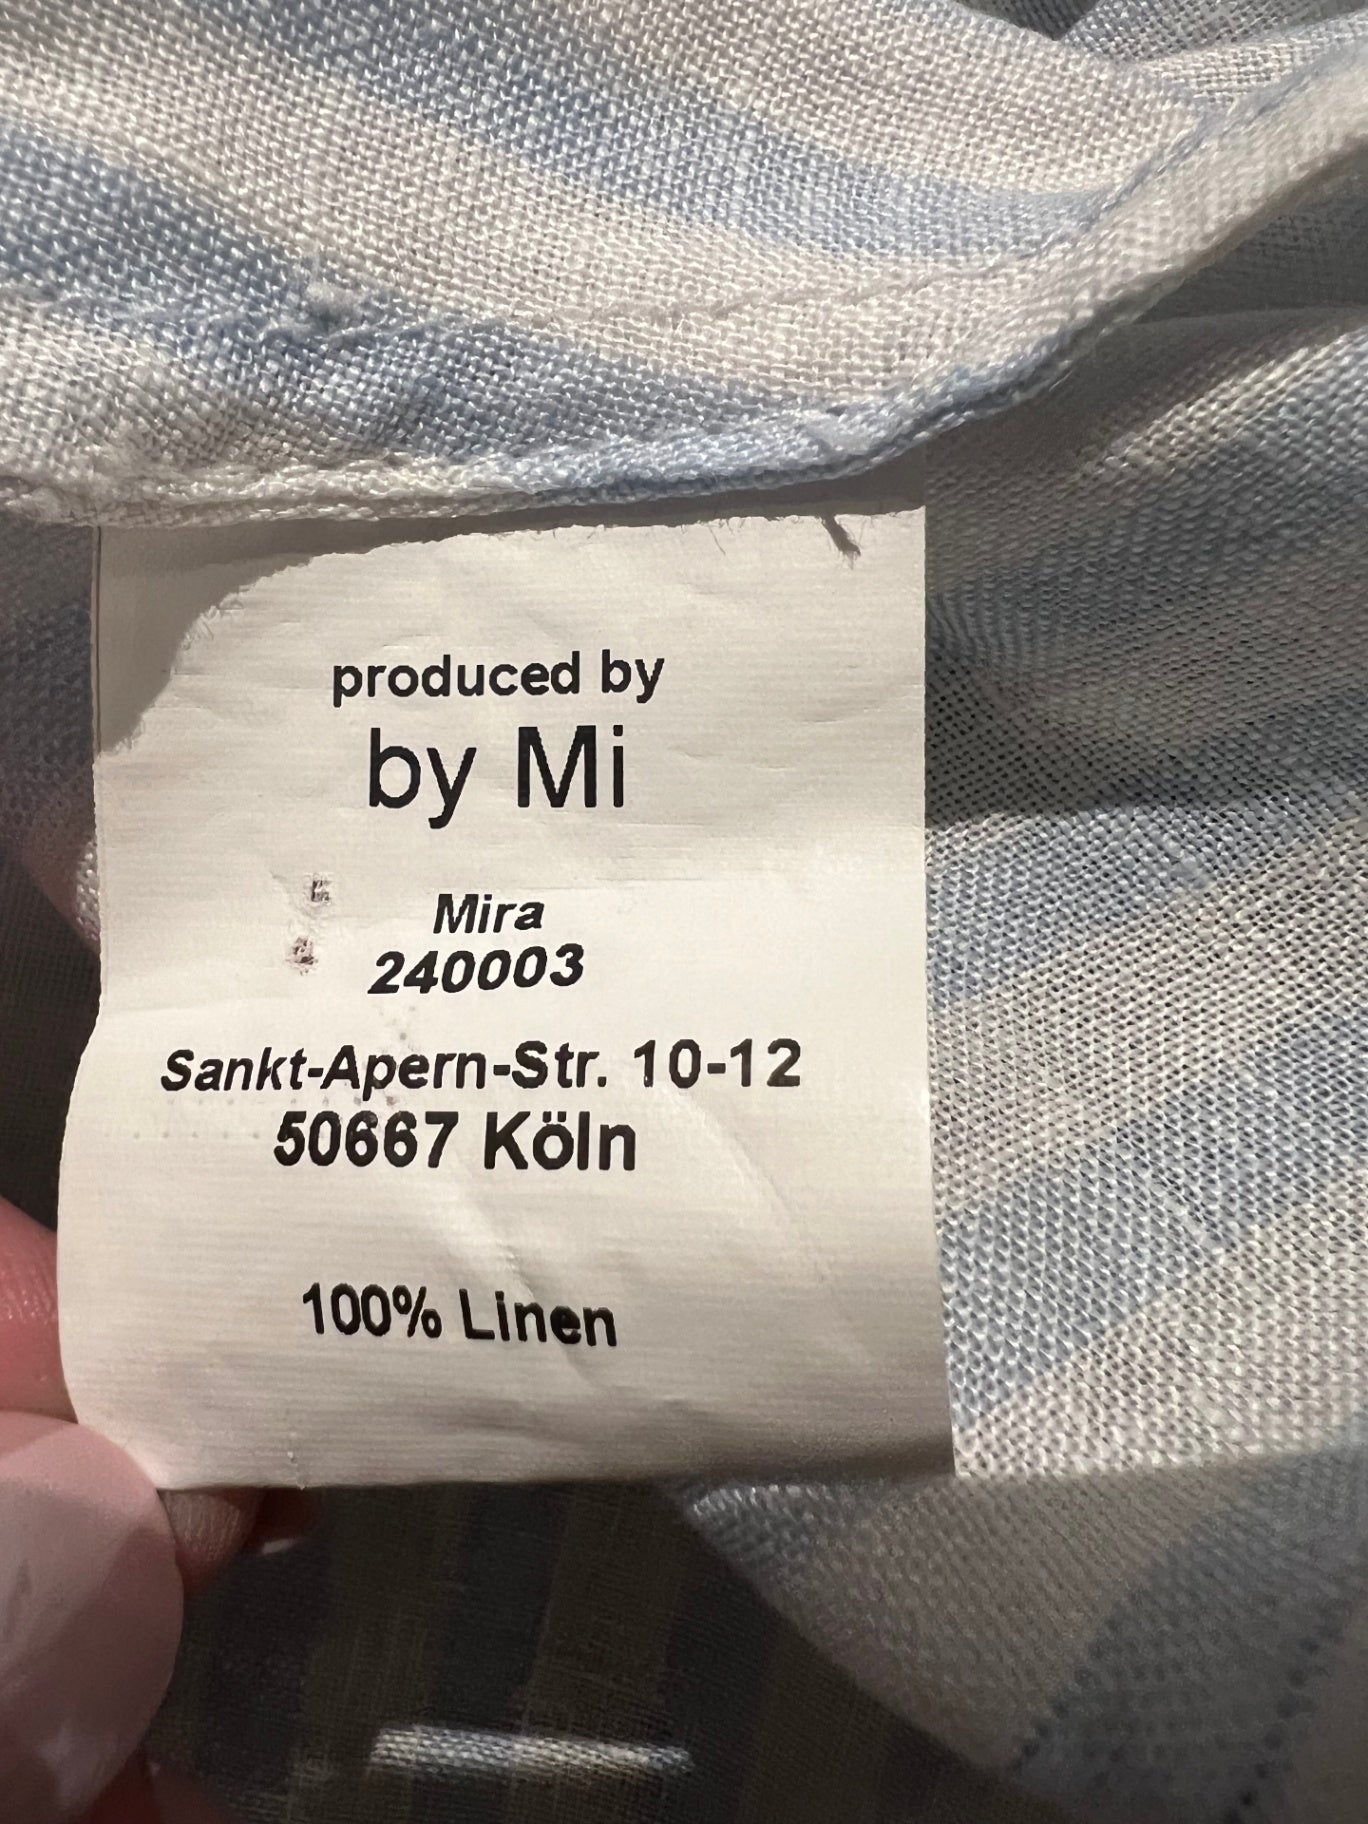 produced by
by Mi
Mira
240003
Sankt-Apern-Str. 10-12
50667 Köln
100% Linen